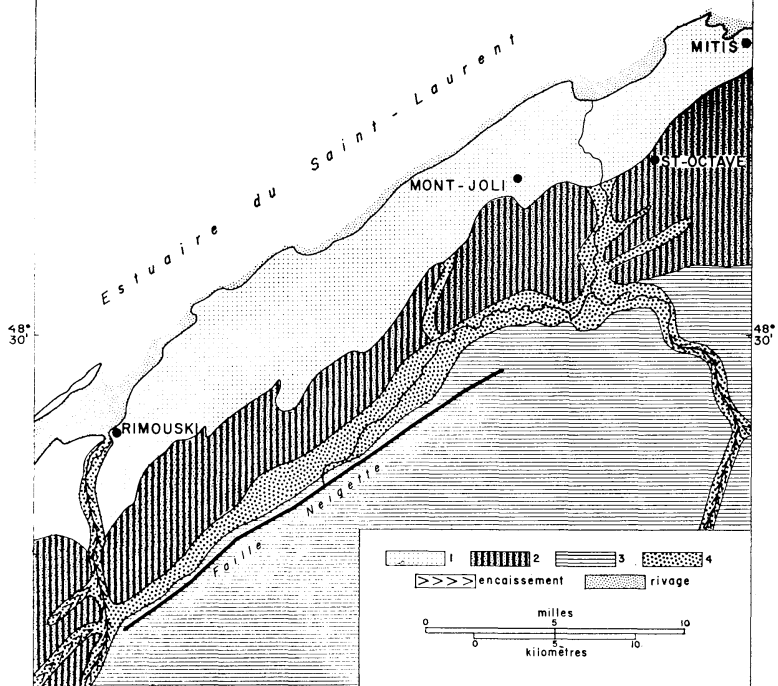 MITIS
Estuaire du Saint-Laurent
ST-OCTAVE
MONT-JOLI
48°
30'
48°
30'
RIMOUSKI
Faille Neigette
1 2 3 4
encaissement rivage
milles
0 5 10
0 5 10
kilomètres